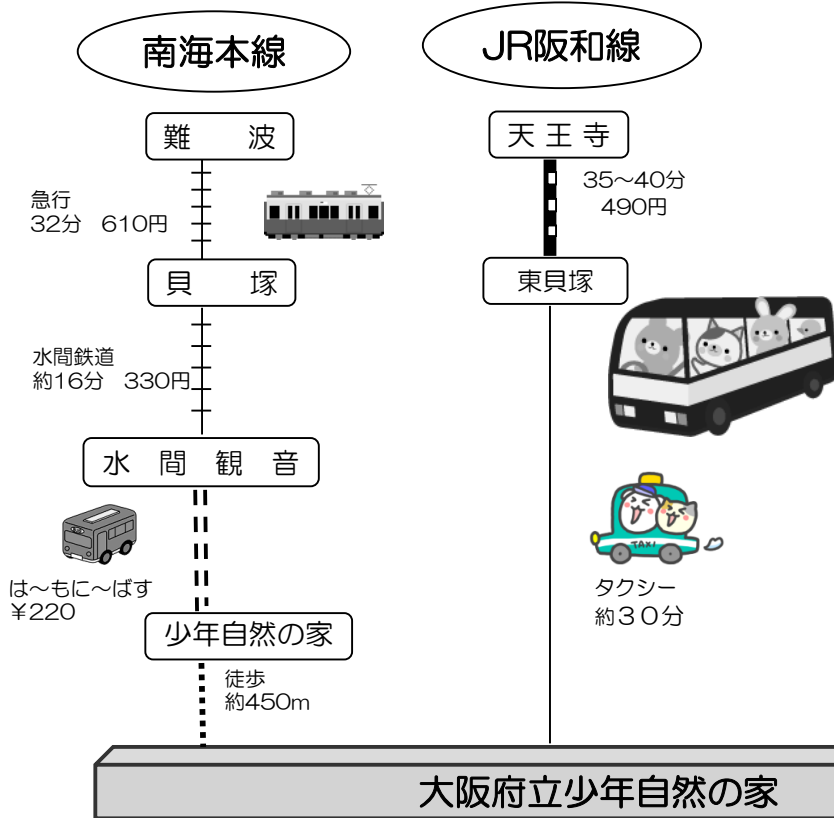 南海本線
難　波
急行
32分　610円
貝　塚
水間鉄道
約16分　330円
水　間　観　音
は～もに～ばす
￥220
少年自然の家
徒歩
約450m
JR阪和線
天 王 寺
35～40分
490円
東貝塚
TAXI
タクシー
約３０分
大阪府立少年自然の家